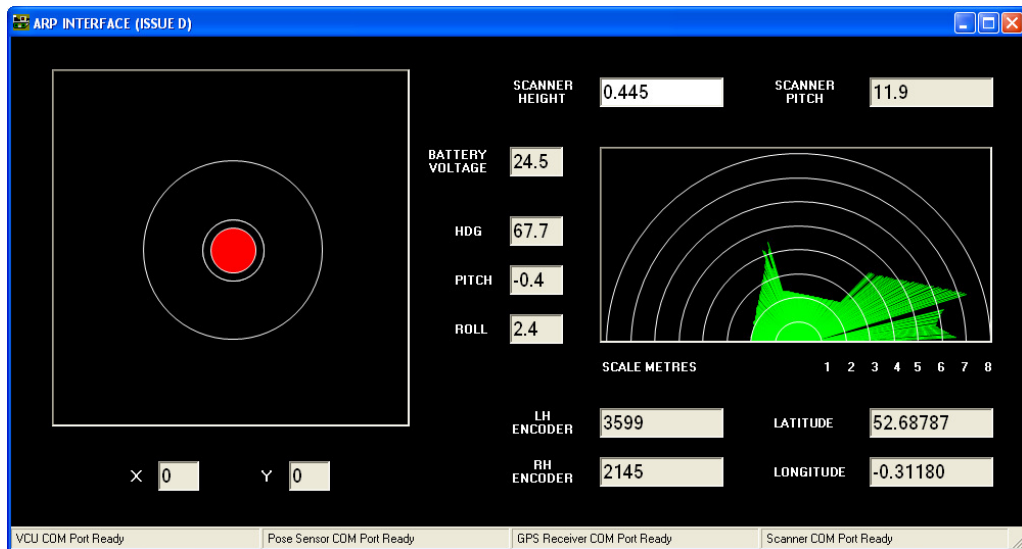 ARP INTERFACE (ISSUE D)
SCANNER
HEIGHT
0.445
SCANNER
PITCH
11.9
BATTERY
VOLTAGE
24.5
HDG
67.7
PITCH
-0.4
ROLL
2.4
SCALE METRES 1 2 3 4 5 6 7 8
LH
ENCODER
3599
LATITUDE
52.68787
RH
ENCODER
2145
LONGITUDE
-0.31180
X 0 Y 0
VCU COM Port Ready
Pose Sensor COM Port Ready
GPS Receiver COM Port Ready
Scanner COM Port Ready